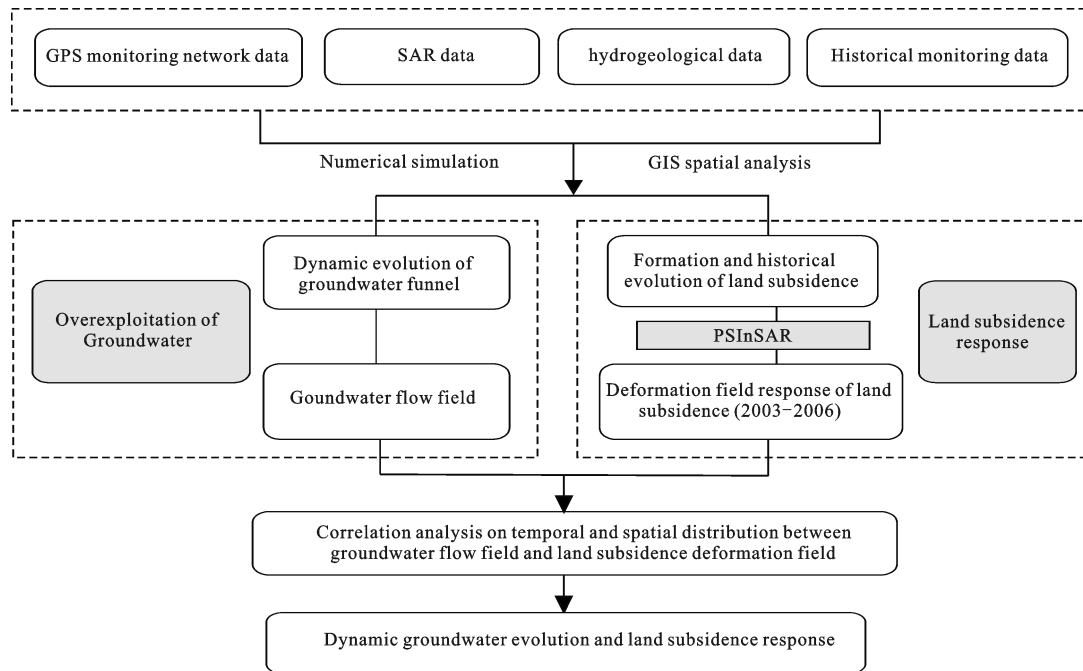 GPS monitoring network data
SAR data
hydrogeological data
Historical monitoring data
Numerical simulation
GIS spatial analysis
Overexploitation of
Groundwater
Dynamic evolution of
groundwater funnel
Goundwater flow field
Formation and historical
evolution of land subsidence
PSInSAR
Deformation field response of land
subsidence (2003−2006)
Land subsidence
response
Correlation analysis on temporal and spatial distribution between
groundwater flow field and land subsidence deformation field
Dynamic groundwater evolution and land subsidence response